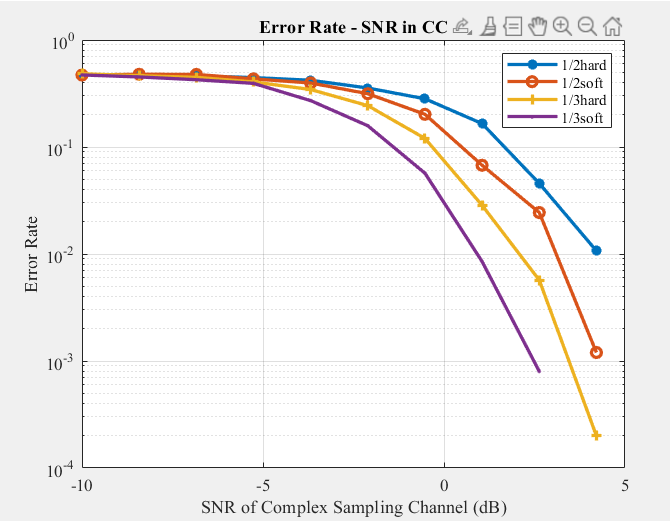 Error Rate - SNR in CC
1/2hard
1/2soft
1/3hard
1/3soft
10^0
10^-1
10^-2
10^-3
10^-4
Error Rate
-10 -5 0 5
SNR of Complex Sampling Channel (dB)